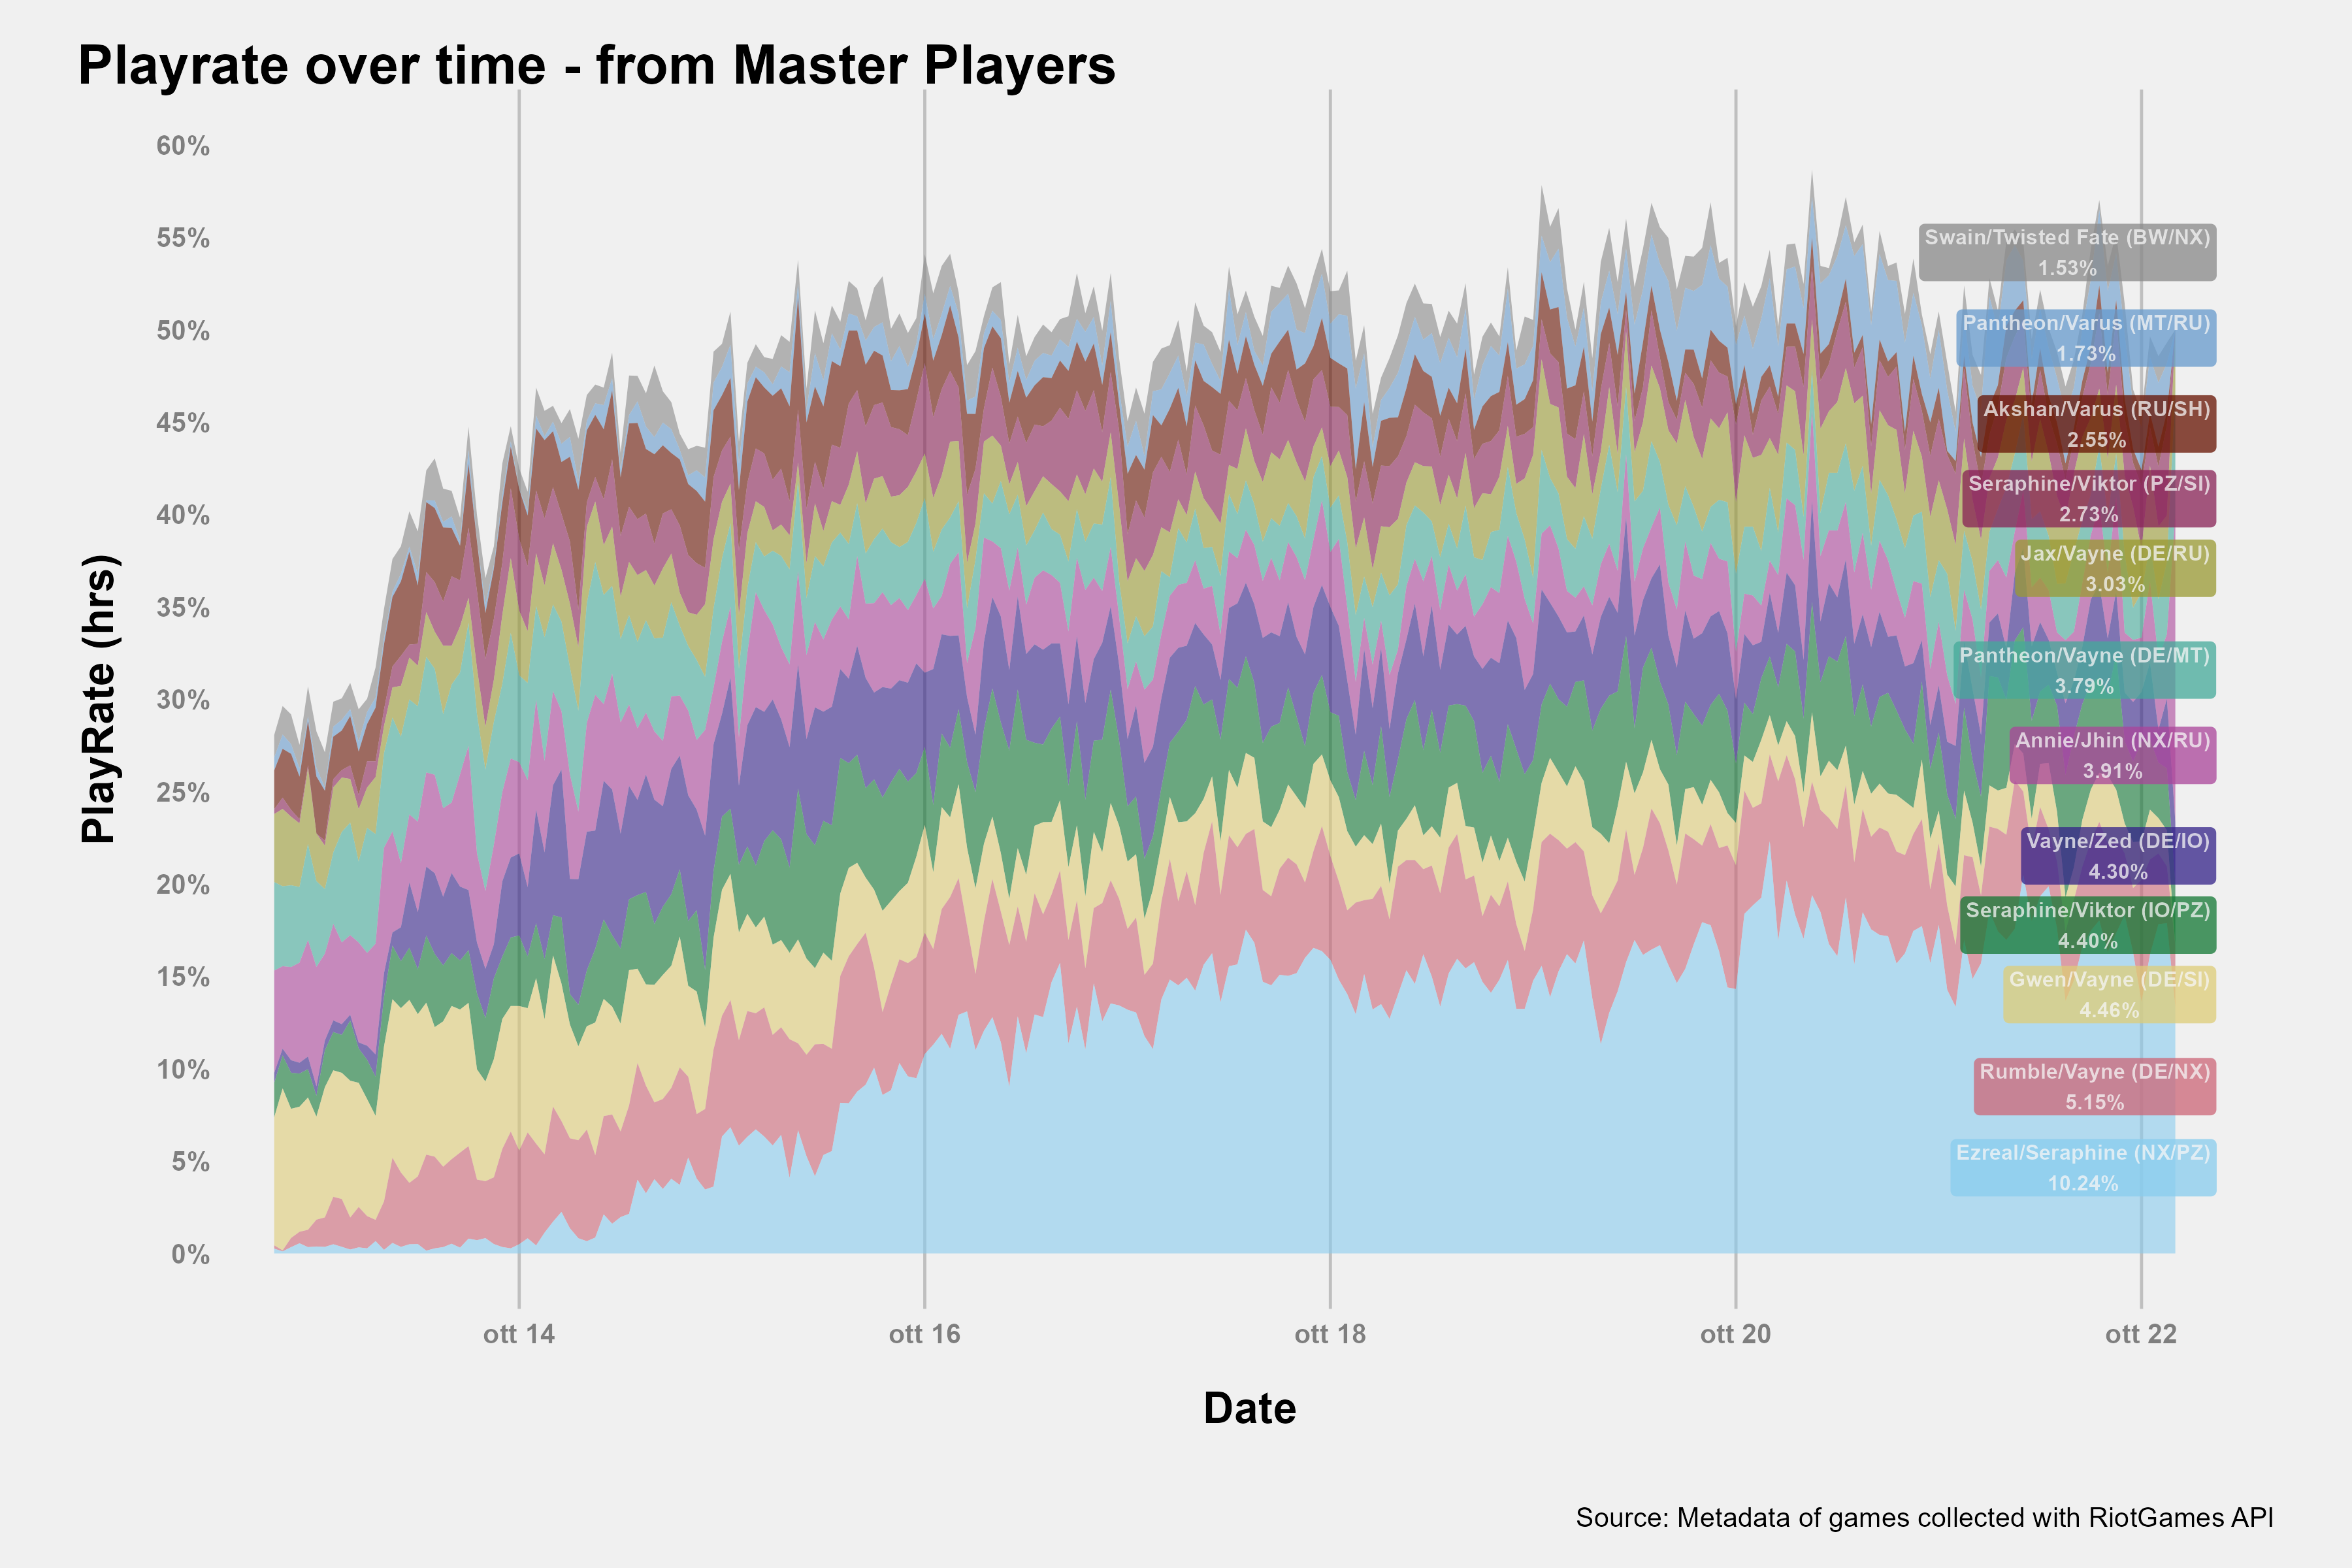 Playrate over time - from Master Players
PlayRate (hrs)
60%
55%
50%
45%
40%
35%
30%
25%
20%
15%
10%
5%
0%
Swain/Twisted Fate (BW/NX)
1.53%
Pantheon/Varus (MT/RU)
1.73%
Akshan/Varus (RU/SH)
2.55%
Seraphine/Viktor (PZ/SI)
2.73%
Jax/Vayne (DE/RU)
3.03%
Pantheon/Vayne (DE/MT)
3.79%
Annie/Jhin (NX/RU)
3.91%
Vayne/Zed (DE/IO)
4.30%
Seraphine/Viktor (IO/PZ)
4.40%
Gwen/Vayne (DE/SI)
4.46%
Rumble/Vayne (DE/NX)
5.15%
Ezreal/Seraphine (NX/PZ)
10.24%
ott 14
ott 16
ott 18
ott 20
ott 22
Date
Source: Metadata of games collected with RiotGames API